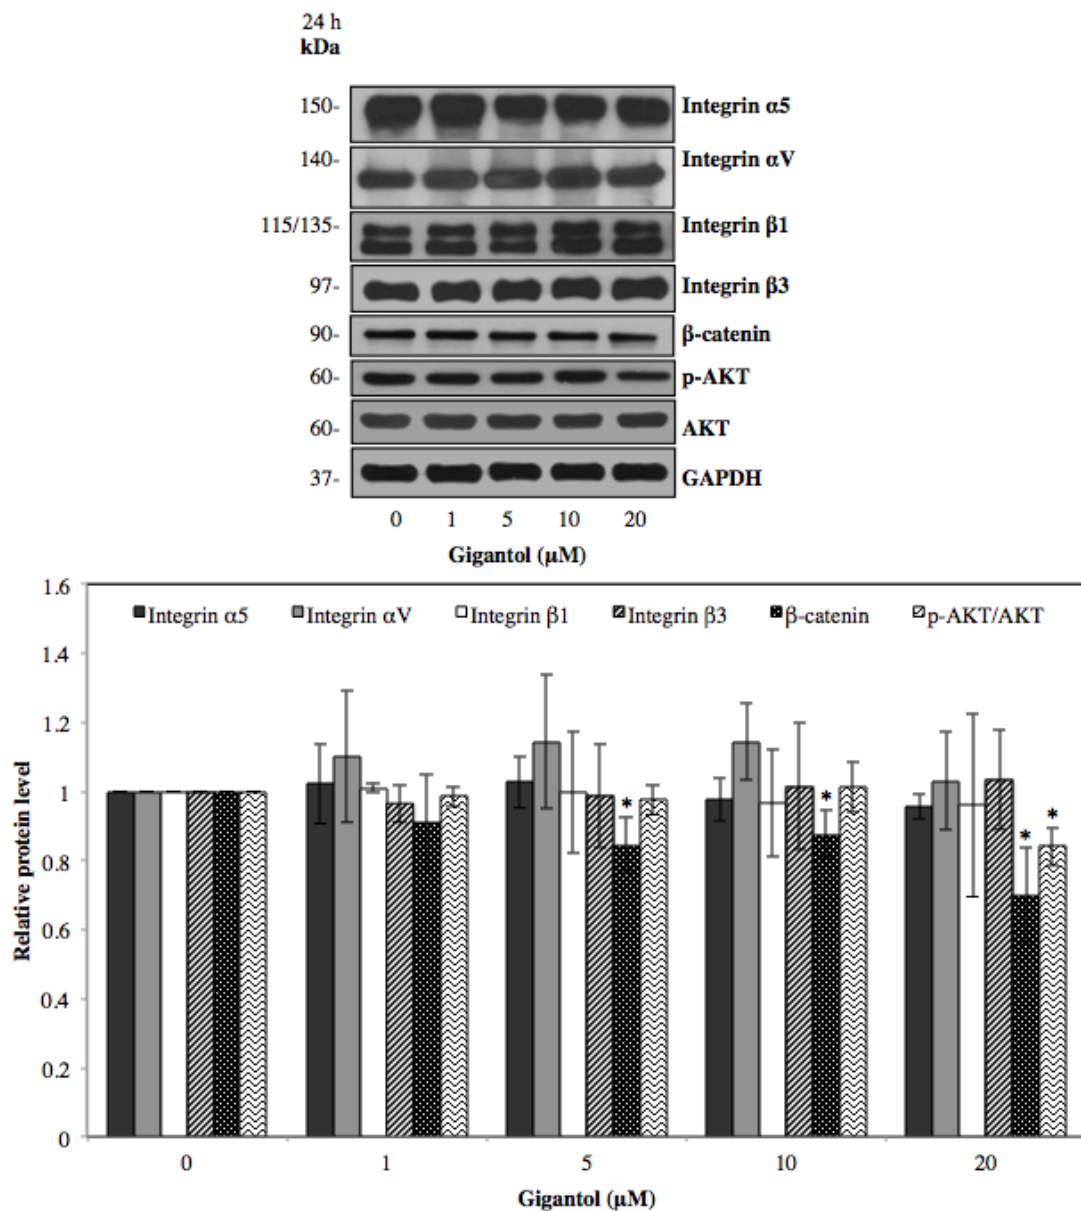 24 h
kDa
150- Integrin α5
140- Integrin αV
115/135- Integrin β1
97- Integrin β3
90- β-catenin
60- p-AKT
60- AKT
37- GAPDH
0 1 5 10 20
Gigantol (μM)
1.6
Integrin α5 Integrin αV Integrin β1 Integrin β3 β-catenin p-AKT/AKT
1.4
1.2
1
* * * *
0.8
0.6
0.4
0.2
0
Relative protein level
0 1 5 10 20
Gigantol (μM)